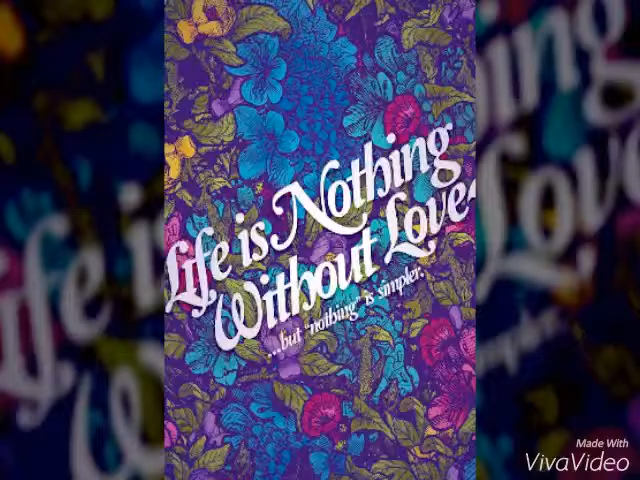 Life is Nothing
Without Love
...but "nothing" is simpler.
Made With
VivaVideo